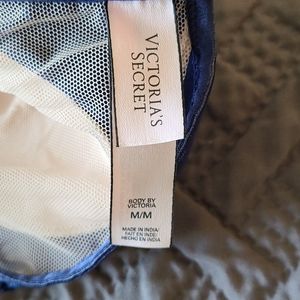 VICTORIA'S
SECRET
BODY BY
VICTORIA
M/M
MADE IN INDIA/
FAIT EN INDE/
HECHO EN INDIA